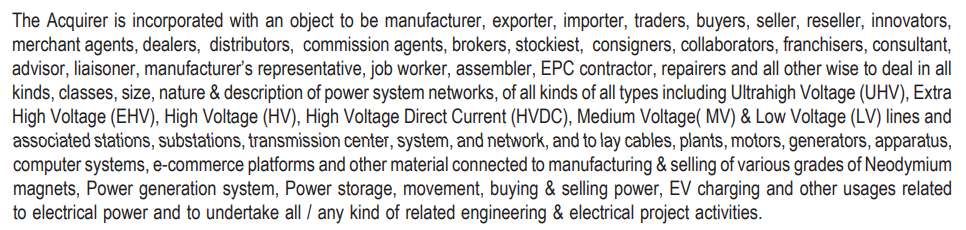 The Acquirer is incorporated with an object to be manufacturer, exporter, importer, traders, buyers, seller, reseller, innovators,
merchant agents, dealers, distributors, commission agents, brokers, stockiest, consigners, collaborators, franchisers, consultant,
advisor, liaisoner, manufacturer's representative, job worker, assembler, EPC contractor, repairers and all other wise to deal in all
kinds, classes, size, nature & description of power system networks, of all kinds of all types including Ultrahigh Voltage (UHV), Extra
High Voltage (EHV), High Voltage (HV), High Voltage Direct Current (HVDC), Medium Voltage( MV) & Low Voltage (LV) lines and
associated stations, substations, transmission center, system, and network, and to lay cables, plants, motors, generators, apparatus,
computer systems, e-commerce platforms and other material connected to manufacturing & selling of various grades of Neodymium
magnets, Power generation system, Power storage, movement, buying & selling power, EV charging and other usages related
to electrical power and to undertake all / any kind of related engineering & electrical project activities.